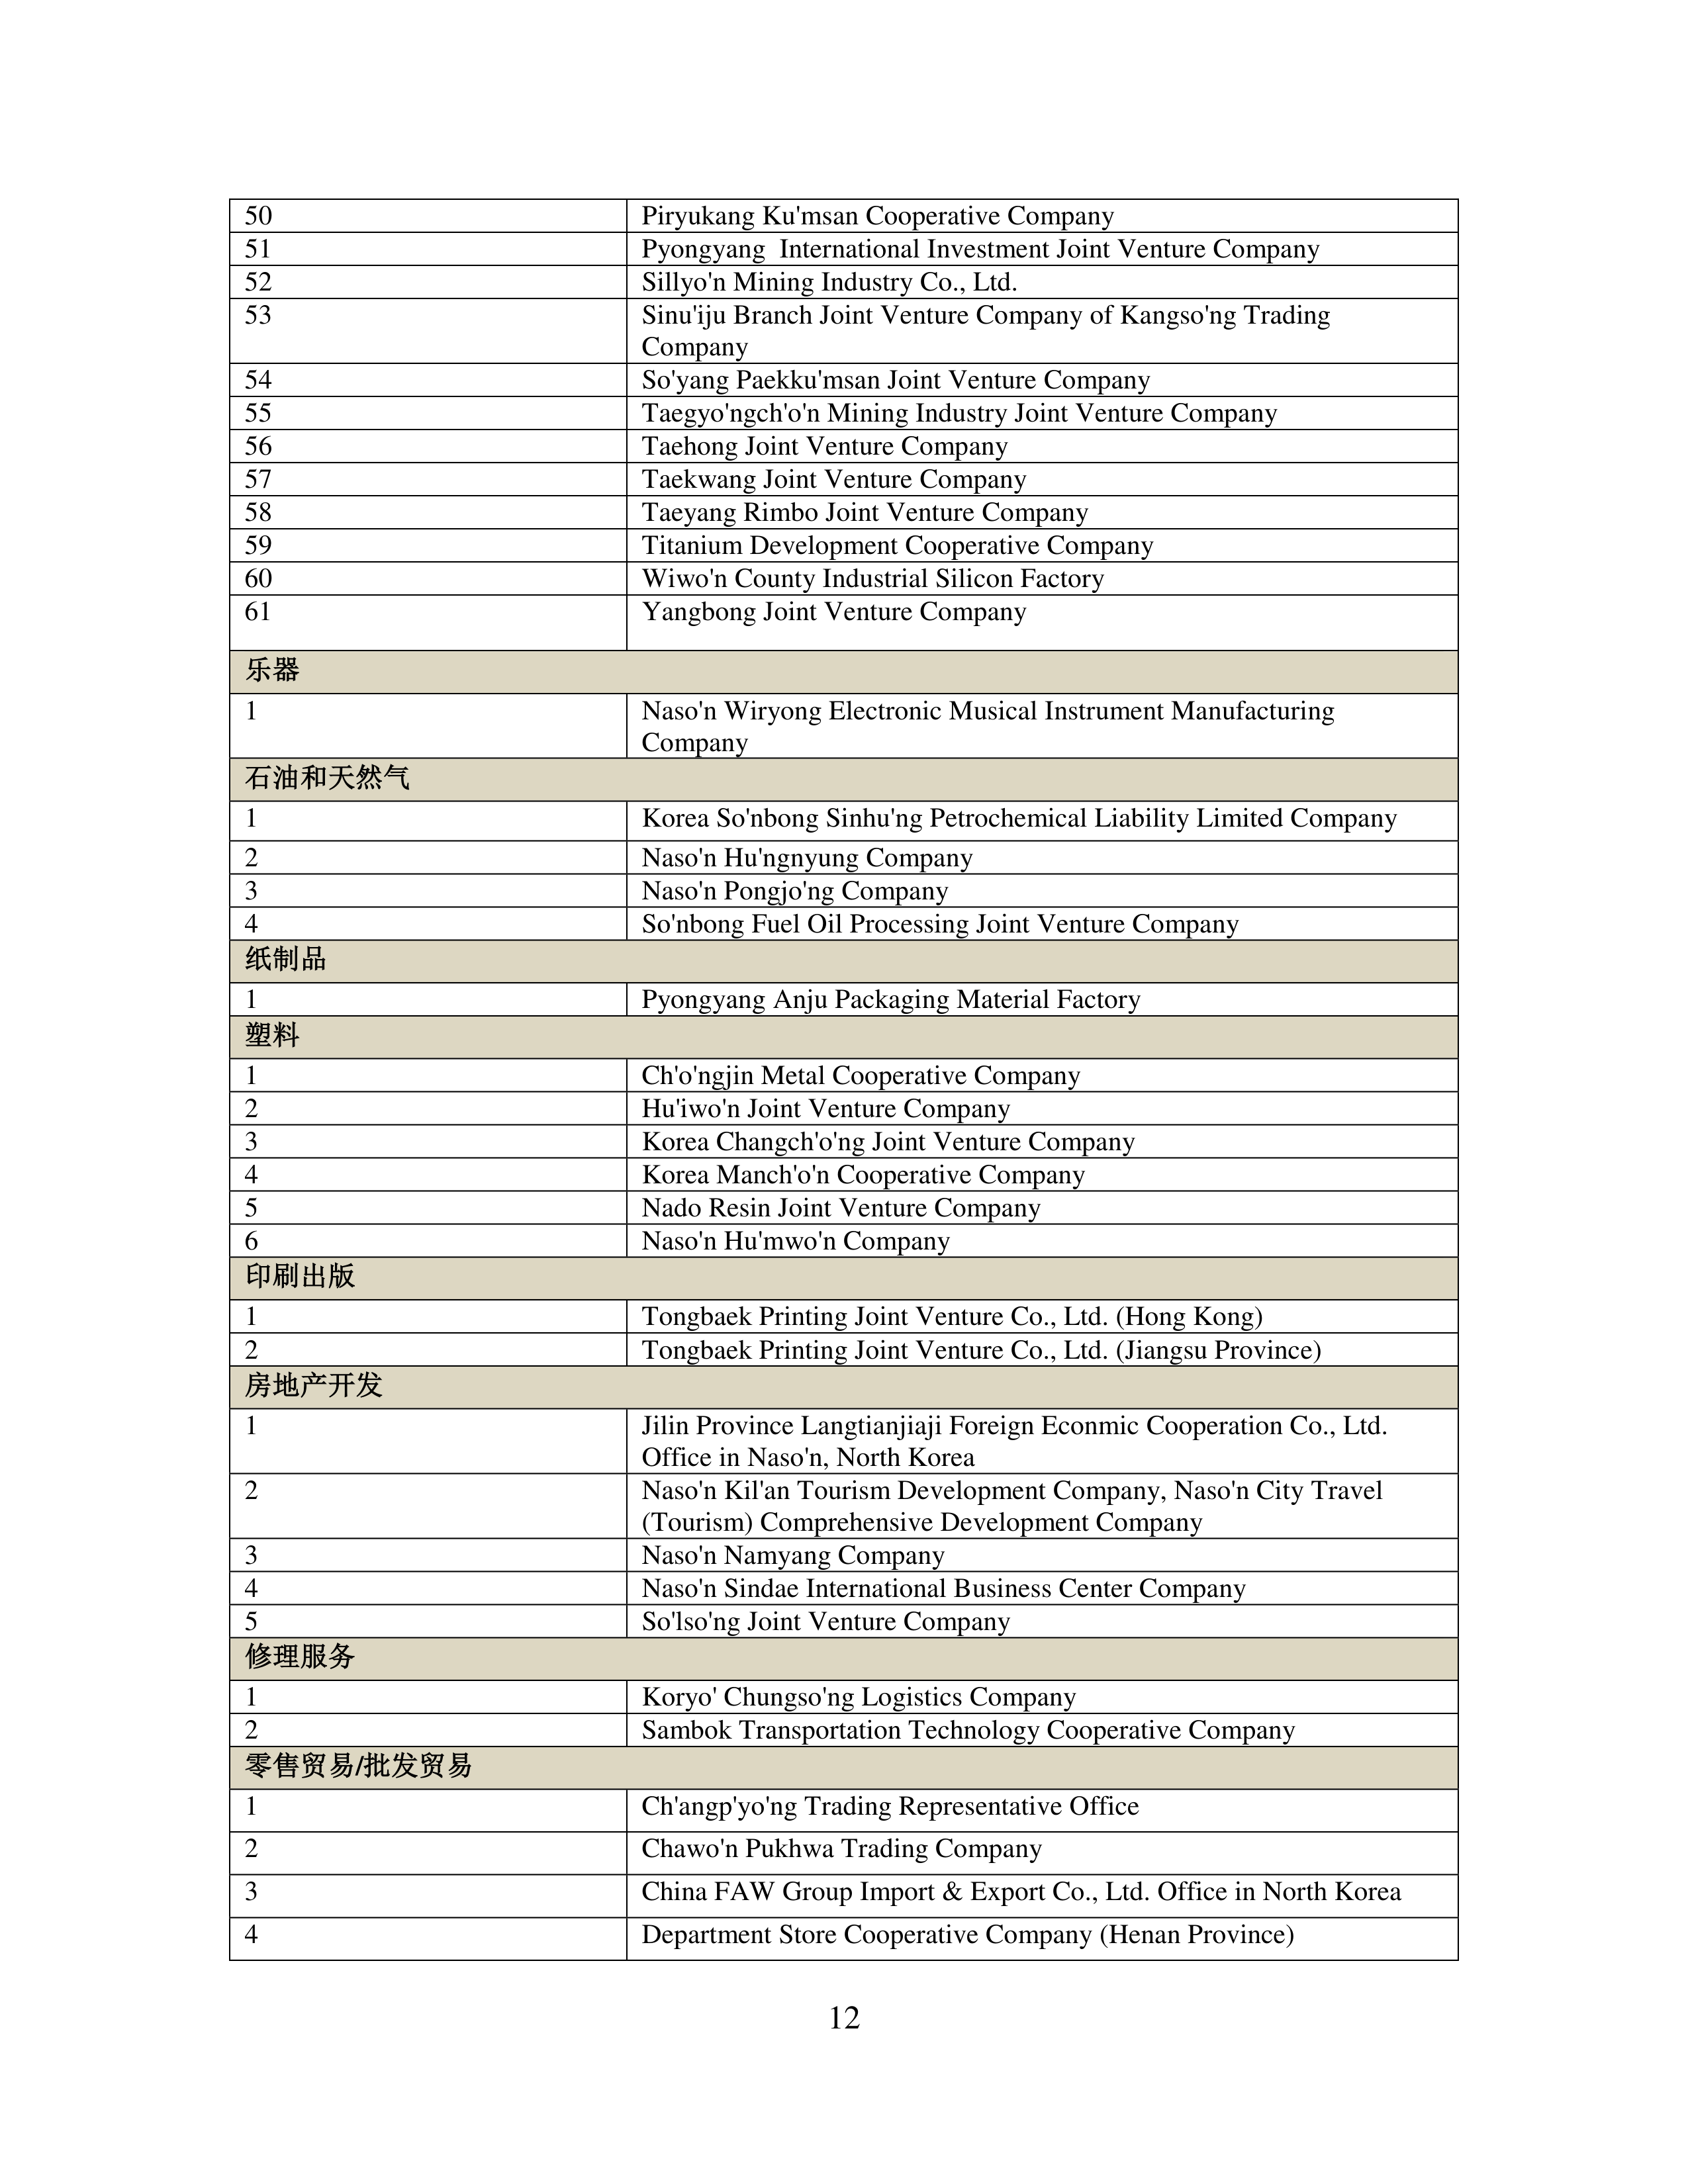 50 Piryukang Ku'msan Cooperative Company
51 Pyongyang  International Investment Joint Venture Company
52 Sillyo'n Mining Industry Co., Ltd.
53 Sinu'iju Branch Joint Venture Company of Kangso'ng Trading
Company
54 So'yang Paekku'msan Joint Venture Company
55 Taegyo'ngch'o'n Mining Industry Joint Venture Company
56 Taehong Joint Venture Company
57 Taekwang Joint Venture Company
58 Taeyang Rimbo Joint Venture Company
59 Titanium Development Cooperative Company
60 Wiwo'n County Industrial Silicon Factory
61 Yangbong Joint Venture Company
乐器
1 Naso'n Wiryong Electronic Musical Instrument Manufacturing
Company
石油和天然气
1 Korea So'nbong Sinhu'ng Petrochemical Liability Limited Company
2 Naso'n Hu'ngnyung Company
3 Naso'n Pongjo'ng Company
4 So'nbong Fuel Oil Processing Joint Venture Company
纸制品
1 Pyongyang Anju Packaging Material Factory
塑料
1 Ch'o'ngjin Metal Cooperative Company
2 Hu'iwo'n Joint Venture Company
3 Korea Changch'o'ng Joint Venture Company
4 Korea Manch'o'n Cooperative Company
5 Nado Resin Joint Venture Company
6 Naso'n Hu'mwo'n Company
印刷出版
1 Tongbaek Printing Joint Venture Co., Ltd. (Hong Kong)
2 Tongbaek Printing Joint Venture Co., Ltd. (Jiangsu Province)
房地产开发
1 Jilin Province Langtianjiaji Foreign Econmic Cooperation Co., Ltd.
Office in Naso'n, North Korea
2 Naso'n Kil'an Tourism Development Company, Naso'n City Travel
(Tourism) Comprehensive Development Company
3 Naso'n Namyang Company
4 Naso'n Sindae International Business Center Company
5 So'lso'ng Joint Venture Company
修理服务
1 Koryo' Chungso'ng Logistics Company
2 Sambok Transportation Technology Cooperative Company
零售贸易/批发贸易
1 Ch'angp'yo'ng Trading Representative Office
2 Chawo'n Pukhwa Trading Company
3 China FAW Group Import & Export Co., Ltd. Office in North Korea
4 Department Store Cooperative Company (Henan Province)
12